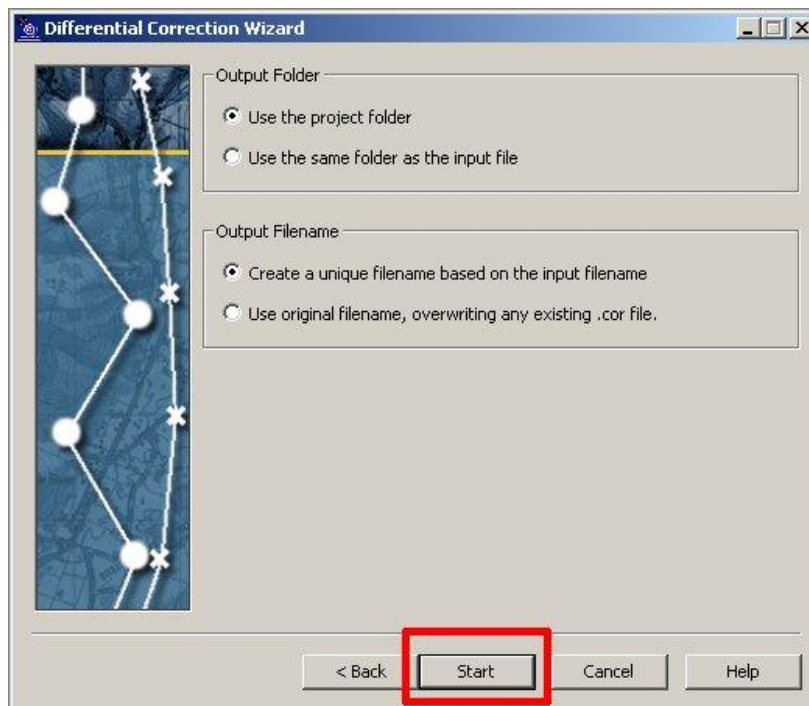 Differential Correction Wizard
Output Folder
Use the project folder
Use the same folder as the input file
Output Filename
Create a unique filename based on the input filename
Use original filename, overwriting any existing .cor file.
< Back
Start
Cancel
Help